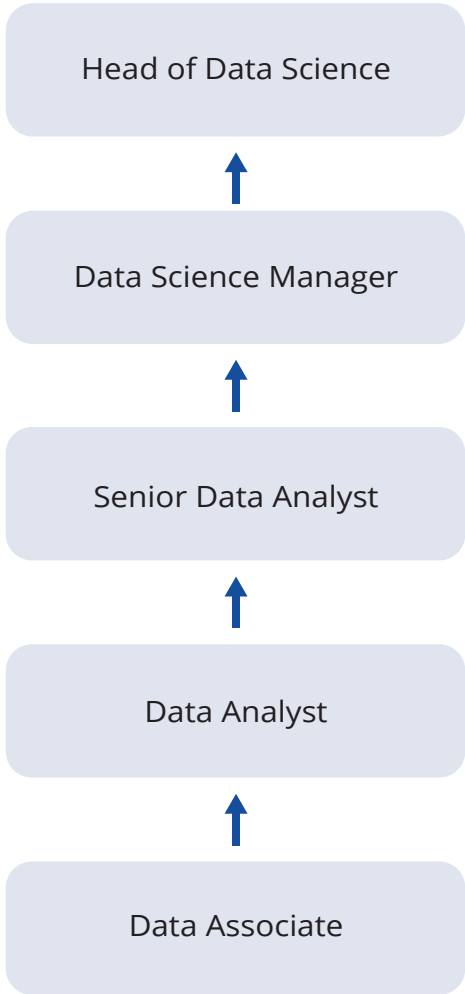 Head of Data Science
Data Science Manager
Senior Data Analyst
Data Analyst
Data Associate